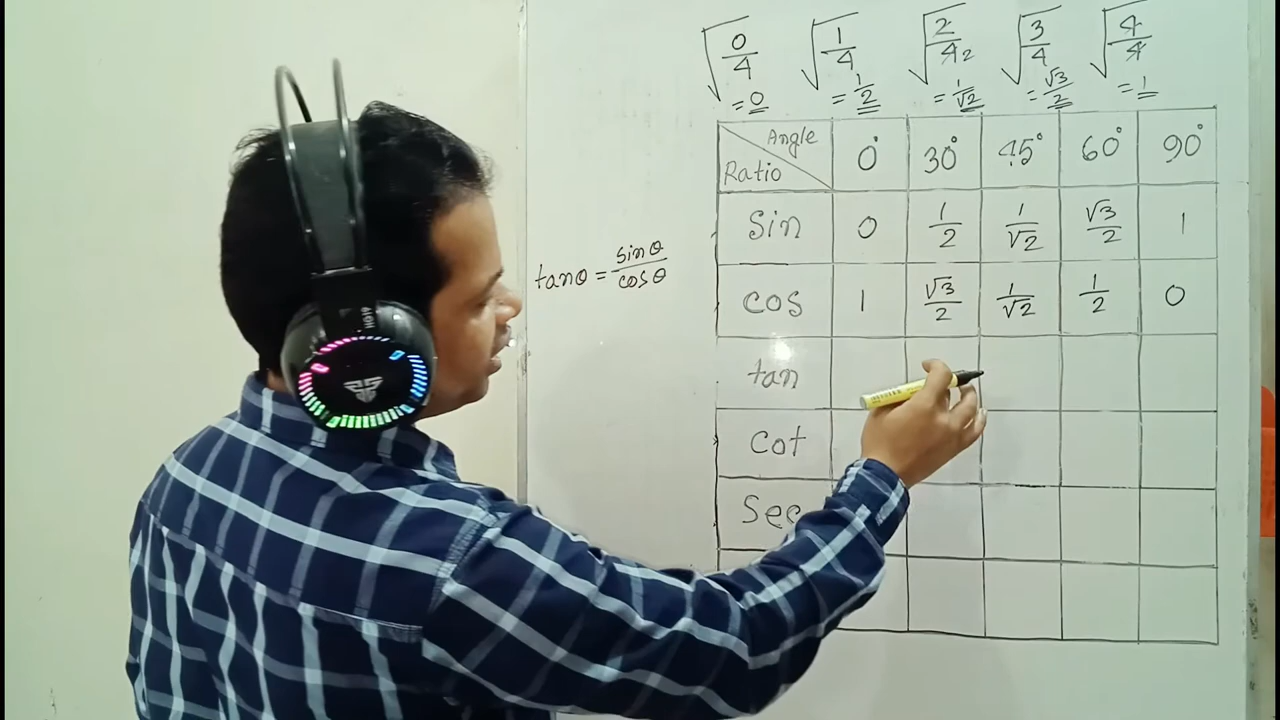 √0/4 √1/4 √2/4 2 √3/4 √4/4
=0 =1/2 =1/√2 =√3/2 =1
Angle
Ratio 0° 30° 45° 60° 90°
Sin 0 1/2 1/√2 √3/2 1
cos 1 √3/2 1/√2 1/2 0
tanθ = sinθ/cosθ
tan
cot
Sec
HG19